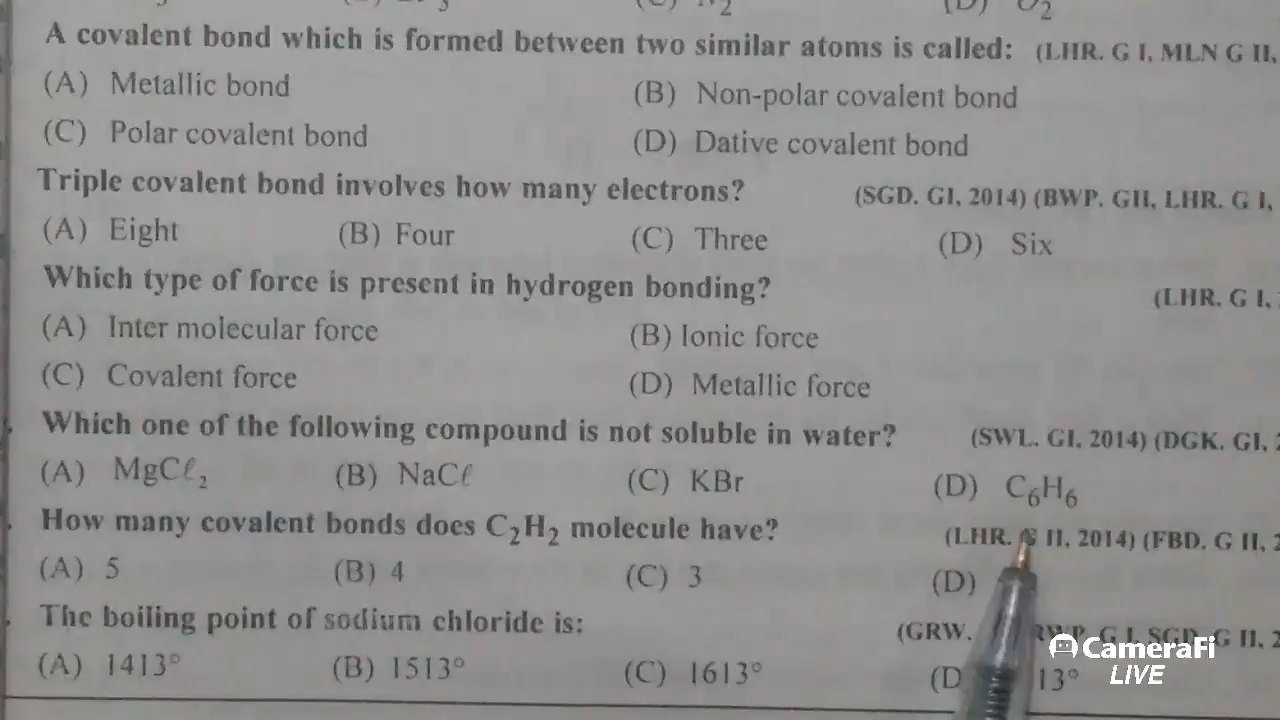 (D) O₂
A covalent bond which is formed between two similar atoms is called: (LHR. G I, MLN G II,
(A) Metallic bond (B) Non-polar covalent bond
(C) Polar covalent bond (D) Dative covalent bond
Triple covalent bond involves how many electrons? (SGD. GI, 2014) (BWP. GII, LHR. G I,
(A) Eight (B) Four (C) Three (D) Six
Which type of force is present in hydrogen bonding? (LHR. G I,
(A) Inter molecular force (B) Ionic force
(C) Covalent force (D) Metallic force
Which one of the following compound is not soluble in water? (SWL. GI, 2014) (DGK. GI,
(A) MgCℓ₂ (B) NaCℓ (C) KBr (D) C₆H₆
How many covalent bonds does C₂H₂ molecule have? (LHR. II, 2014) (FBD. G II,
(A) 5 (B) 4 (C) 3 (D)
The boiling point of sodium chloride is: (GRW. RWP. G I, SGD. G II,
(A) 1413° (B) 1513° (C) 1613° (D 13°
CameraFi
LIVE